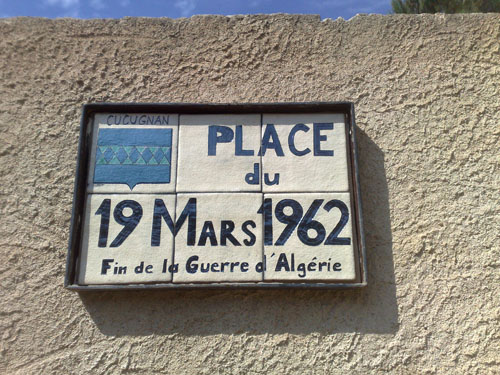 CUCUGNAN
PLACE
du
19 MARS 1962
Fin de la Guerre d'Algérie